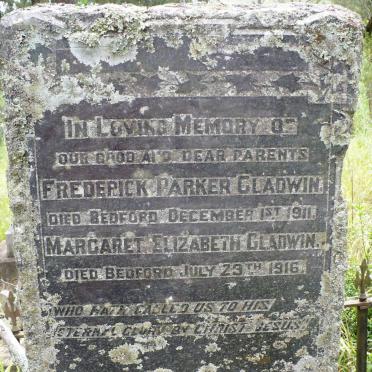 IN LOVING MEMORY OF
OUR GOOD AND DEAR PARENTS
FREDERICK PARKER GLADWIN.
DIED BEDFORD DECEMBER 1ST 1911.
MARGARET ELIZABETH GLADWIN.
DIED BEDFORD JULY 29TH 1916.
WHO HATH CALLED US TO HIS
ETERNAL GLORY BY CHRIST JESUS.